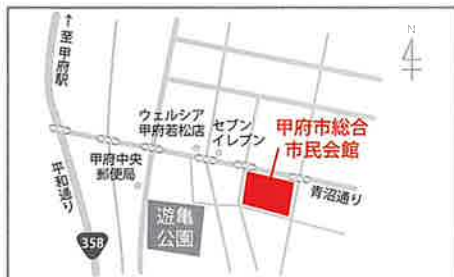 ←至 甲府駅
N
ウェルシア
甲府若松店
セブン
イレブン
甲府市総合
市民会館
甲府中央
郵便局
青沼通り
平和通り
遊亀
公園
358